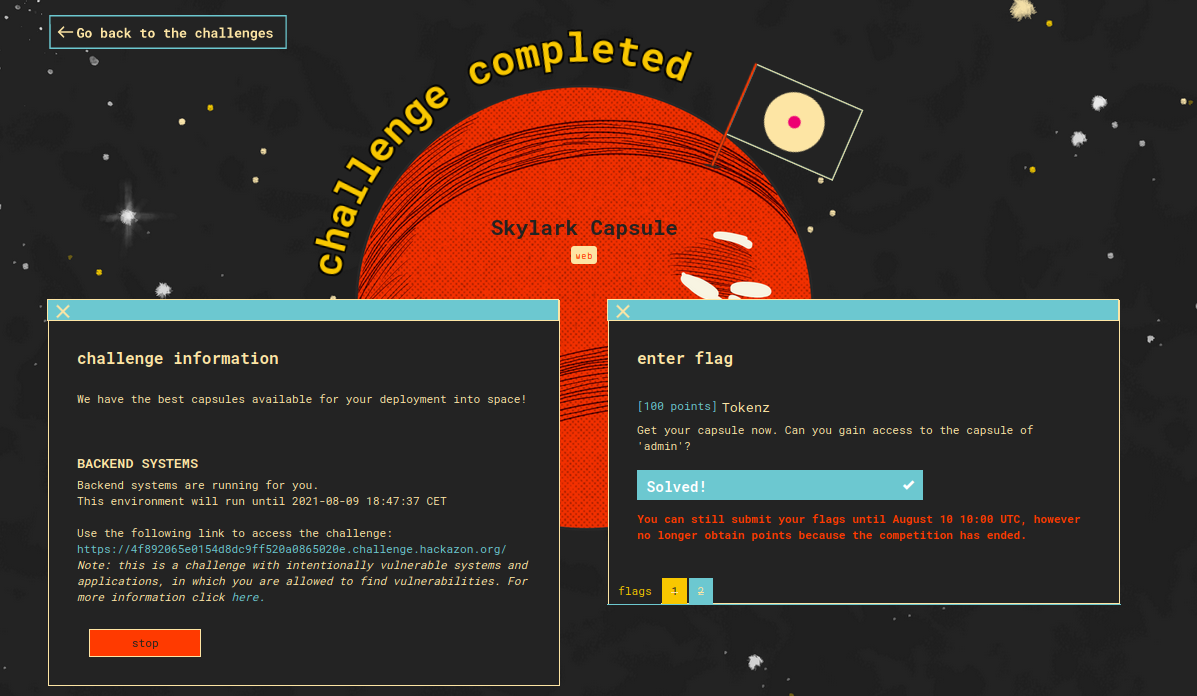 Go back to the challenges
challenge completed
Skylark Capsule
web
challenge information
We have the best capsules available for your deployment into space!
BACKEND SYSTEMS
Backend systems are running for you.
This environment will run until 2021-08-09 18:47:37 CET
Use the following link to access the challenge:
https://4f892065e0154d8dc9ff520a0865020e.challenge.hackazon.org/
Note: this is a challenge with intentionally vulnerable systems and
applications, in which you are allowed to find vulnerabilities. For
more information click here.
stop
enter flag
[100 points] Tokenz
Get your capsule now. Can you gain access to the capsule of
'admin'?
Solved!
You can still submit your flags until August 10 10:00 UTC, however
no longer obtain points because the competition has ended.
flags 1 2